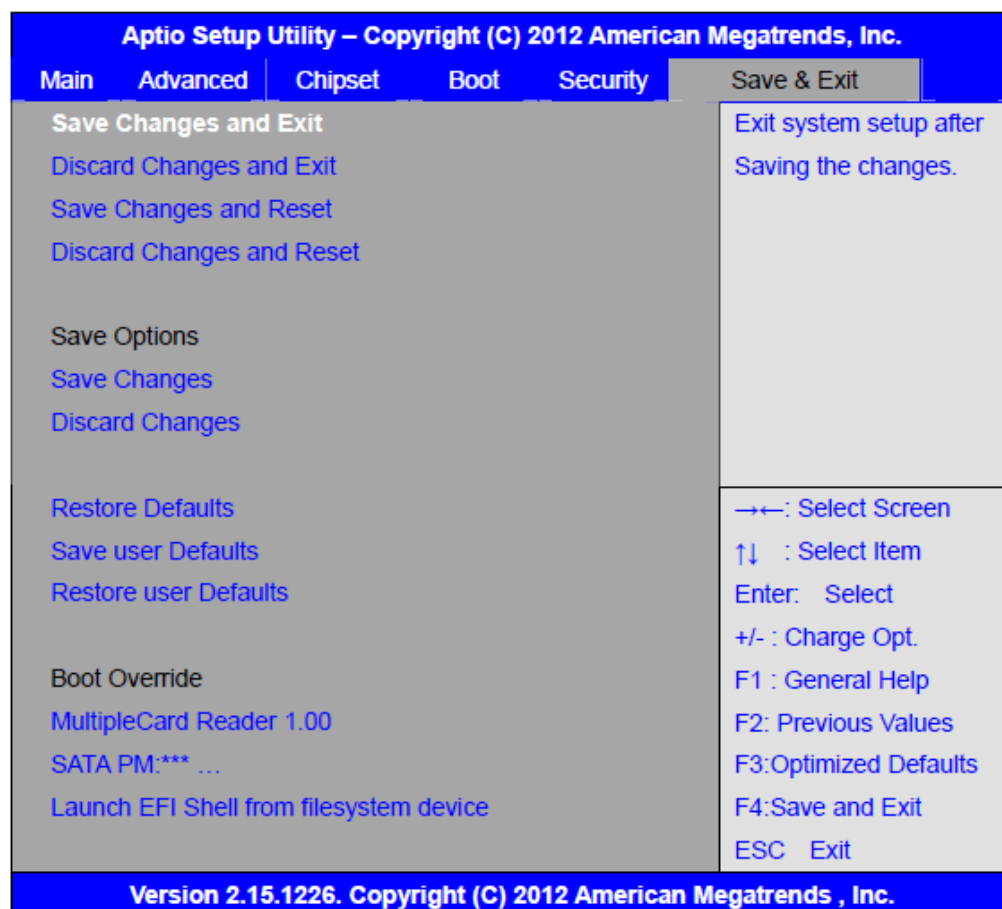 Aptio Setup Utility – Copyright (C) 2012 American Megatrends, Inc.
Main Advanced Chipset Boot Security Save & Exit
Save Changes and Exit
Discard Changes and Exit
Save Changes and Reset
Discard Changes and Reset
Save Options
Save Changes
Discard Changes
Restore Defaults
Save user Defaults
Restore user Defaults
Boot Override
MultipleCard Reader 1.00
SATA PM:*** …
Launch EFI Shell from filesystem device
Exit system setup after
Saving the changes.
→←: Select Screen
↑↓ : Select Item
Enter: Select
+/- : Charge Opt.
F1 : General Help
F2: Previous Values
F3:Optimized Defaults
F4:Save and Exit
ESC Exit
Version 2.15.1226. Copyright (C) 2012 American Megatrends , Inc.